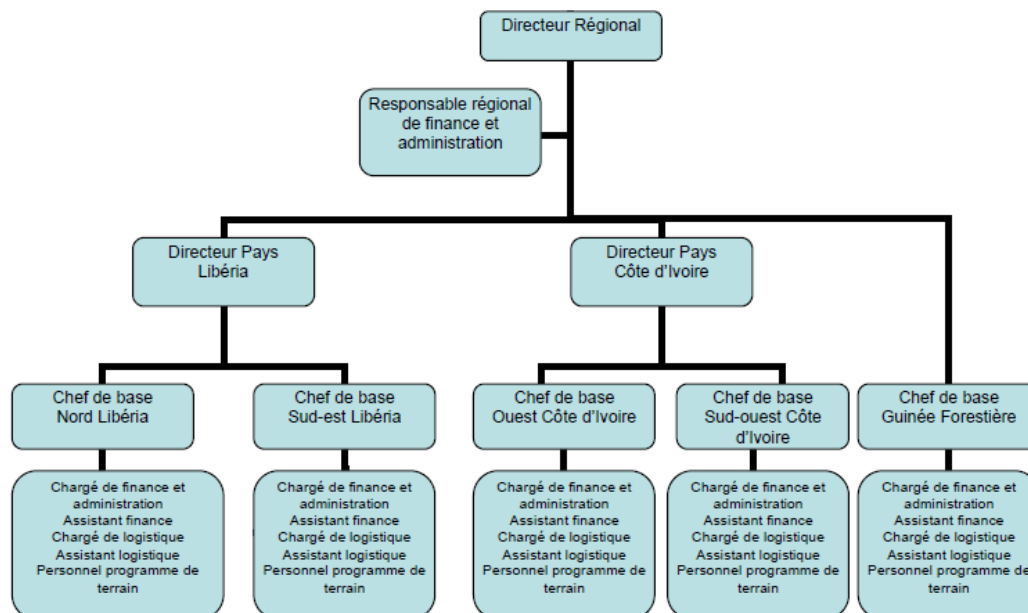 Directeur Régional
Responsable régional
de finance et
administration
Directeur Pays
Libéria
Directeur Pays
Côte d'Ivoire
Chef de base
Nord Libéria
Chef de base
Sud-est Libéria
Chef de base
Ouest Côte d'Ivoire
Chef de base
Sud-ouest Côte
d'Ivoire
Chef de base
Guinée Forestière
Chargé de finance et
administration
Assistant finance
Chargé de logistique
Assistant logistique
Personnel programme de
terrain
Chargé de finance et
administration
Assistant finance
Chargé de logistique
Assistant logistique
Personnel programme de
terrain
Chargé de finance et
administration
Assistant finance
Chargé de logistique
Assistant logistique
Personnel programme de
terrain
Chargé de finance et
administration
Assistant finance
Chargé de logistique
Assistant logistique
Personnel programme de
terrain
Chargé de finance et
administration
Assistant finance
Chargé de logistique
Assistant logistique
Personnel programme de
terrain